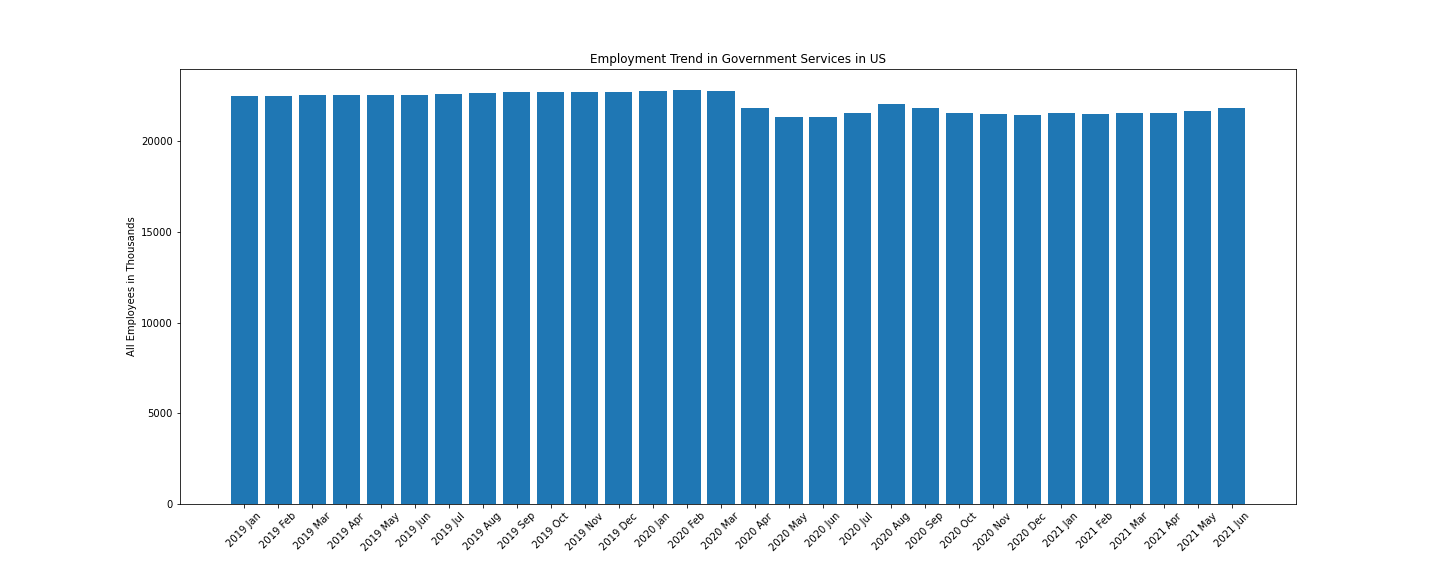 Employment Trend in Government Services in US
All Employees in Thousands
20000
15000
10000
5000
0
2019 Jan
2019 Feb
2019 Mar
2019 Apr
2019 May
2019 Jun
2019 Jul
2019 Aug
2019 Sep
2019 Oct
2019 Nov
2019 Dec
2020 Jan
2020 Feb
2020 Mar
2020 Apr
2020 May
2020 Jun
2020 Jul
2020 Aug
2020 Sep
2020 Oct
2020 Nov
2020 Dec
2021 Jan
2021 Feb
2021 Mar
2021 Apr
2021 May
2021 Jun